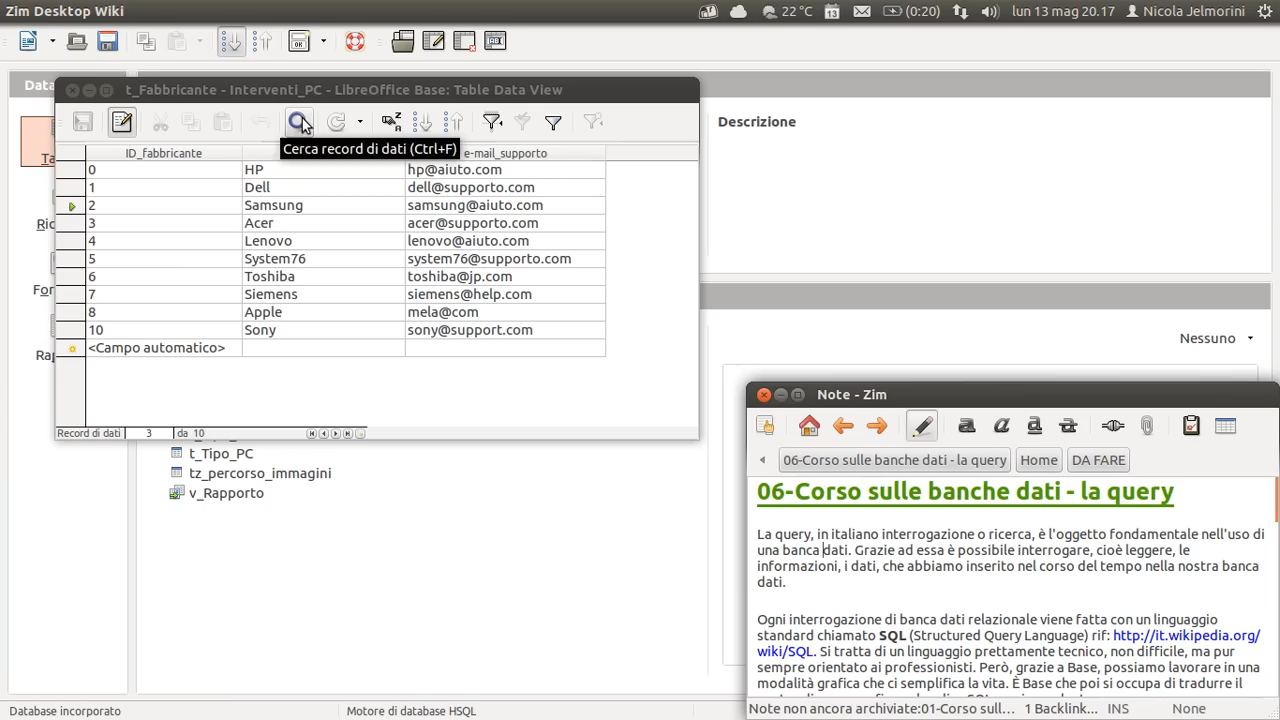 Zim Desktop Wiki
22 °C
13
(0:20)
lun 13 mag 20.17
Nicola Jelmorini
t_Fabbricante - Interventi_PC - LibreOffice Base: Table Data View
Descrizione
Cerca record di dati (Ctrl+F)
ID_fabbricante
e-mail_supporto
0 HP hp@aiuto.com
1 Dell dell@supporto.com
2 Samsung samsung@aiuto.com
3 Acer acer@supporto.com
4 Lenovo lenovo@aiuto.com
5 System76 system76@supporto.com
6 Toshiba toshiba@jp.com
7 Siemens siemens@help.com
8 Apple mela@com
10 Sony sony@support.com
<Campo automatico>
Record di dati 3 da 10
Nessuno
t_Tipo_PC
tz_percorso_immagini
v_Rapporto
Note - Zim
06-Corso sulle banche dati - la query
Home
DA FARE
06-Corso sulle banche dati - la query
La query, in italiano interrogazione o ricerca, è l'oggetto fondamentale nell'uso di
una banca dati. Grazie ad essa è possibile interrogare, cioè leggere, le
informazioni, i dati, che abbiamo inserito nel corso del tempo nella nostra banca
dati.
Ogni interrogazione di banca dati relazionale viene fatta con un linguaggio
standard chiamato SQL (Structured Query Language) rif: http://it.wikipedia.org/
wiki/SQL. Si tratta di un linguaggio prettamente tecnico, non difficile, ma pur
sempre orientato ai professionisti. Però, grazie a Base, possiamo lavorare in una
modalità grafica che ci semplifica la vita. È Base che poi si occupa di tradurre il
Note non ancora archiviate:01-Corso sull... 1 Backlink... INS None
Database incorporato
Motore di database HSQL